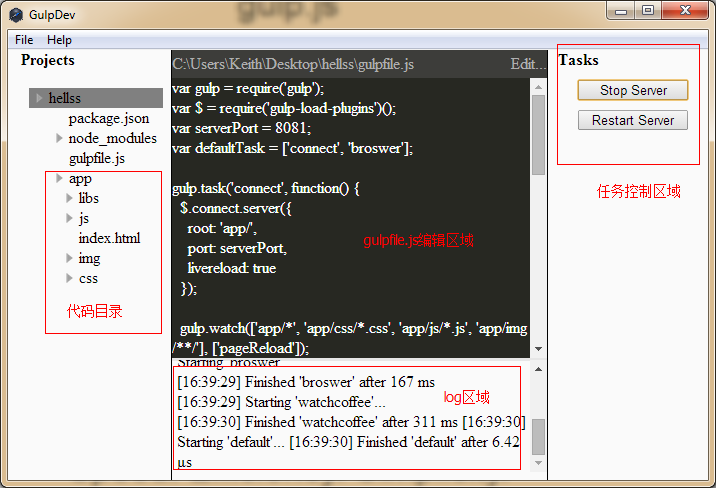 gulp.js
GulpDev
File Help
Projects
hellss
package.json
node_modules
gulpfile.js
app
libs
js
index.html
img
css
代码目录
C:\Users\Keith\Desktop\hellss\gulpfile.js Edit...
var gulp = require('gulp');
var $ = require('gulp-load-plugins')();
var serverPort = 8081;
var defaultTask = ['connect', 'broswer'];
gulp.task('connect', function() {
$.connect.server({
root: 'app/',
port: serverPort,
livereload: true
});
gulp.watch(['app/*', 'app/css/*.css', 'app/js/*.js', 'app/img
/**/'], ['pageReload']);
gulpfile.js编辑区域
Starting 'broswer'
[16:39:29] Finished 'broswer' after 167 ms
[16:39:29] Starting 'watchcoffee'...
[16:39:30] Finished 'watchcoffee' after 311 ms [16:39:30]
Starting 'default'... [16:39:30] Finished 'default' after 6.42
μs
log区域
Tasks
Stop Server
Restart Server
任务控制区域